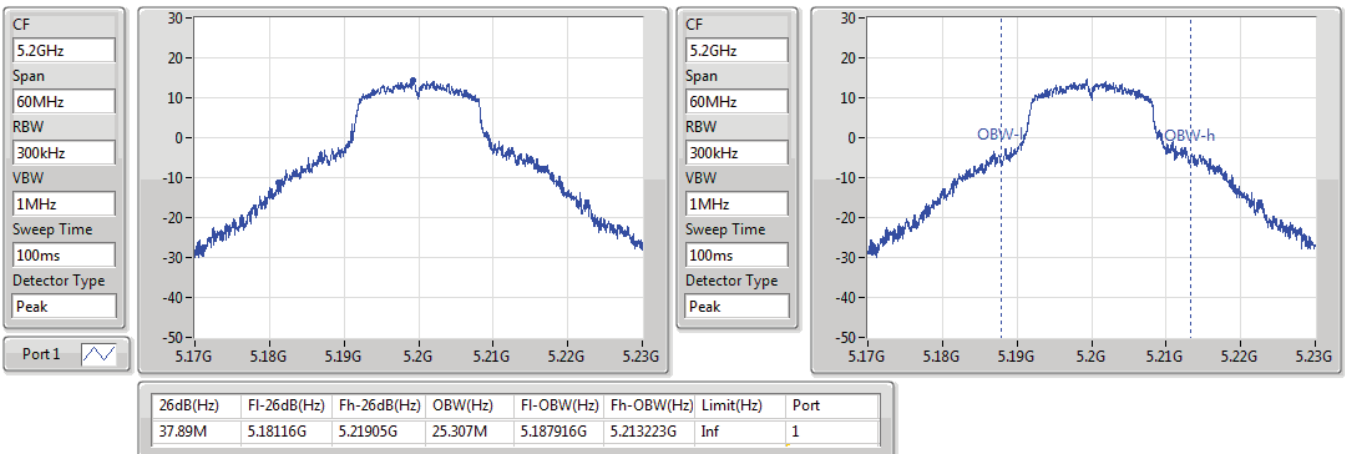 CF
5.2GHz
Span
60MHz
RBW
300kHz
VBW
1MHz
Sweep Time
100ms
Detector Type
Peak
Port 1
30
20
10
0
-10
-20
-30
-40
-50
5.17G 5.18G 5.19G 5.2G 5.21G 5.22G 5.23G
CF
5.2GHz
Span
60MHz
RBW
300kHz
VBW
1MHz
Sweep Time
100ms
Detector Type
Peak
30
20
10
0
-10
-20
-30
-40
-50
OBW-l OBW-h
5.17G 5.18G 5.19G 5.2G 5.21G 5.22G 5.23G
26dB(Hz) Fl-26dB(Hz) Fh-26dB(Hz) OBW(Hz) Fl-OBW(Hz) Fh-OBW(Hz) Limit(Hz) Port
37.89M 5.18116G 5.21905G 25.307M 5.187916G 5.213223G Inf 1